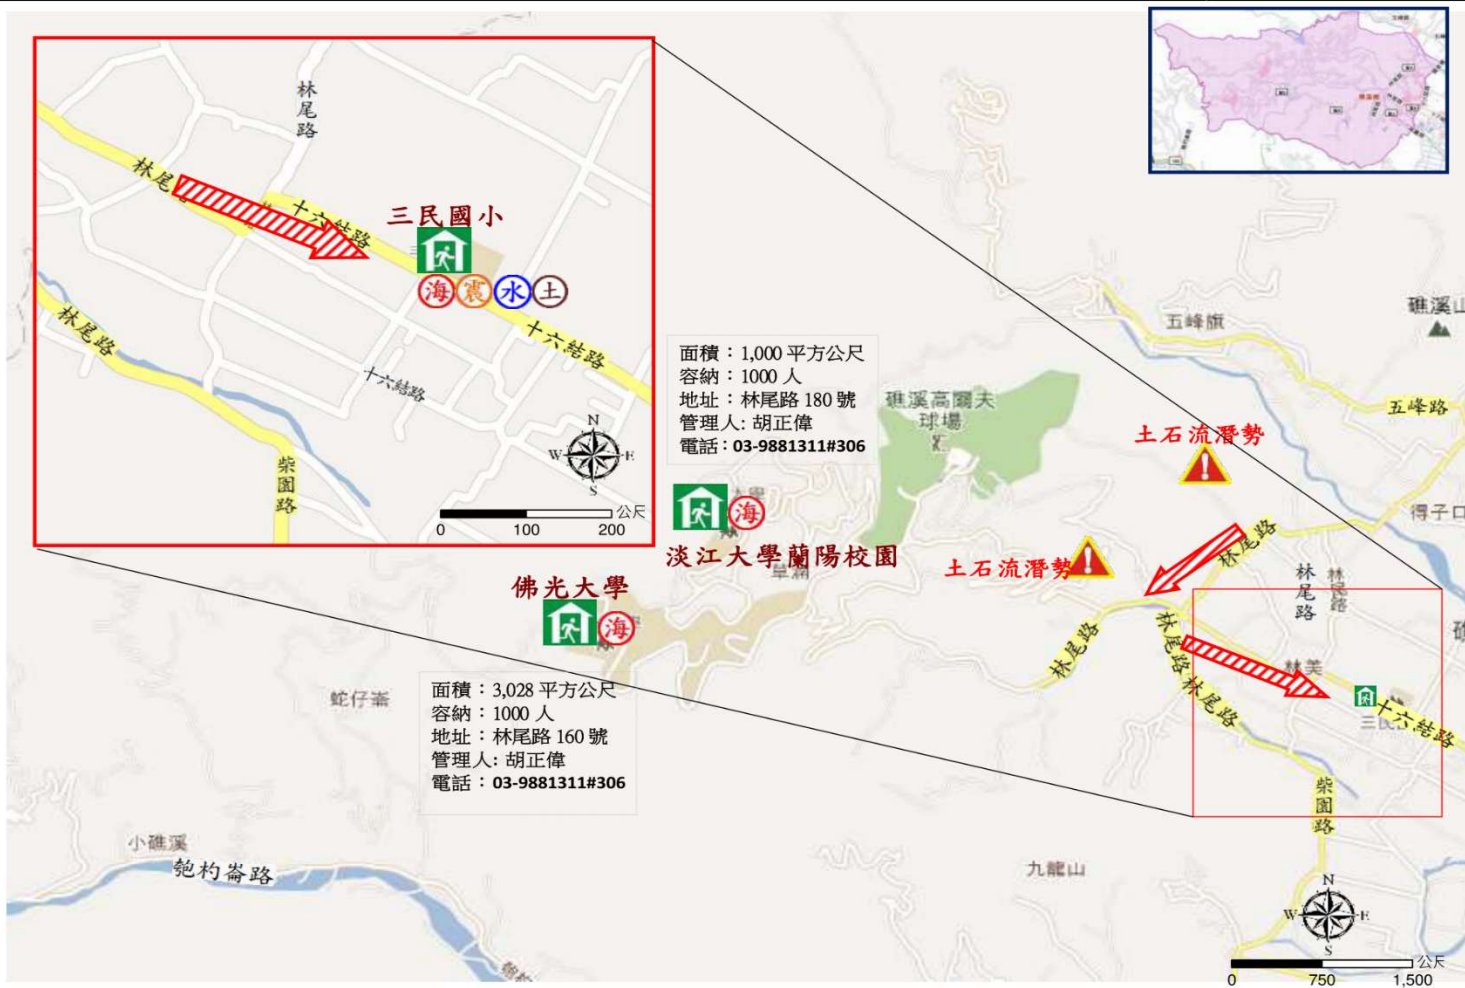 林尾路
林尾路
十六結路
三民國小
海 震 水 土
十六結路
林尾路
十六結路
柴圍路
N
W
E
S
公尺
0
100
200
面積：1,000 平方公尺
容納：1000 人
地址：林尾路 180 號
管理人: 胡正偉
電話：03-9881311#306
海
淡江大學蘭陽校園
佛光大學
海
面積：3,028 平方公尺
容納：1000 人
地址：林尾路 160 號
管理人: 胡正偉
電話：03-9881311#306
礁溪高爾夫
球場
五峰旗
礁溪山
五峰路
土石流潛勢
得子口
土石流潛勢
林尾路
林尾路
林尾路
林尾路
林尾路
林尾路
林美
十六結路
三民
柴圍路
蛇仔崙
小礁溪
匏杓崙路
九龍山
N
W
E
S
公尺
0
750
1,500